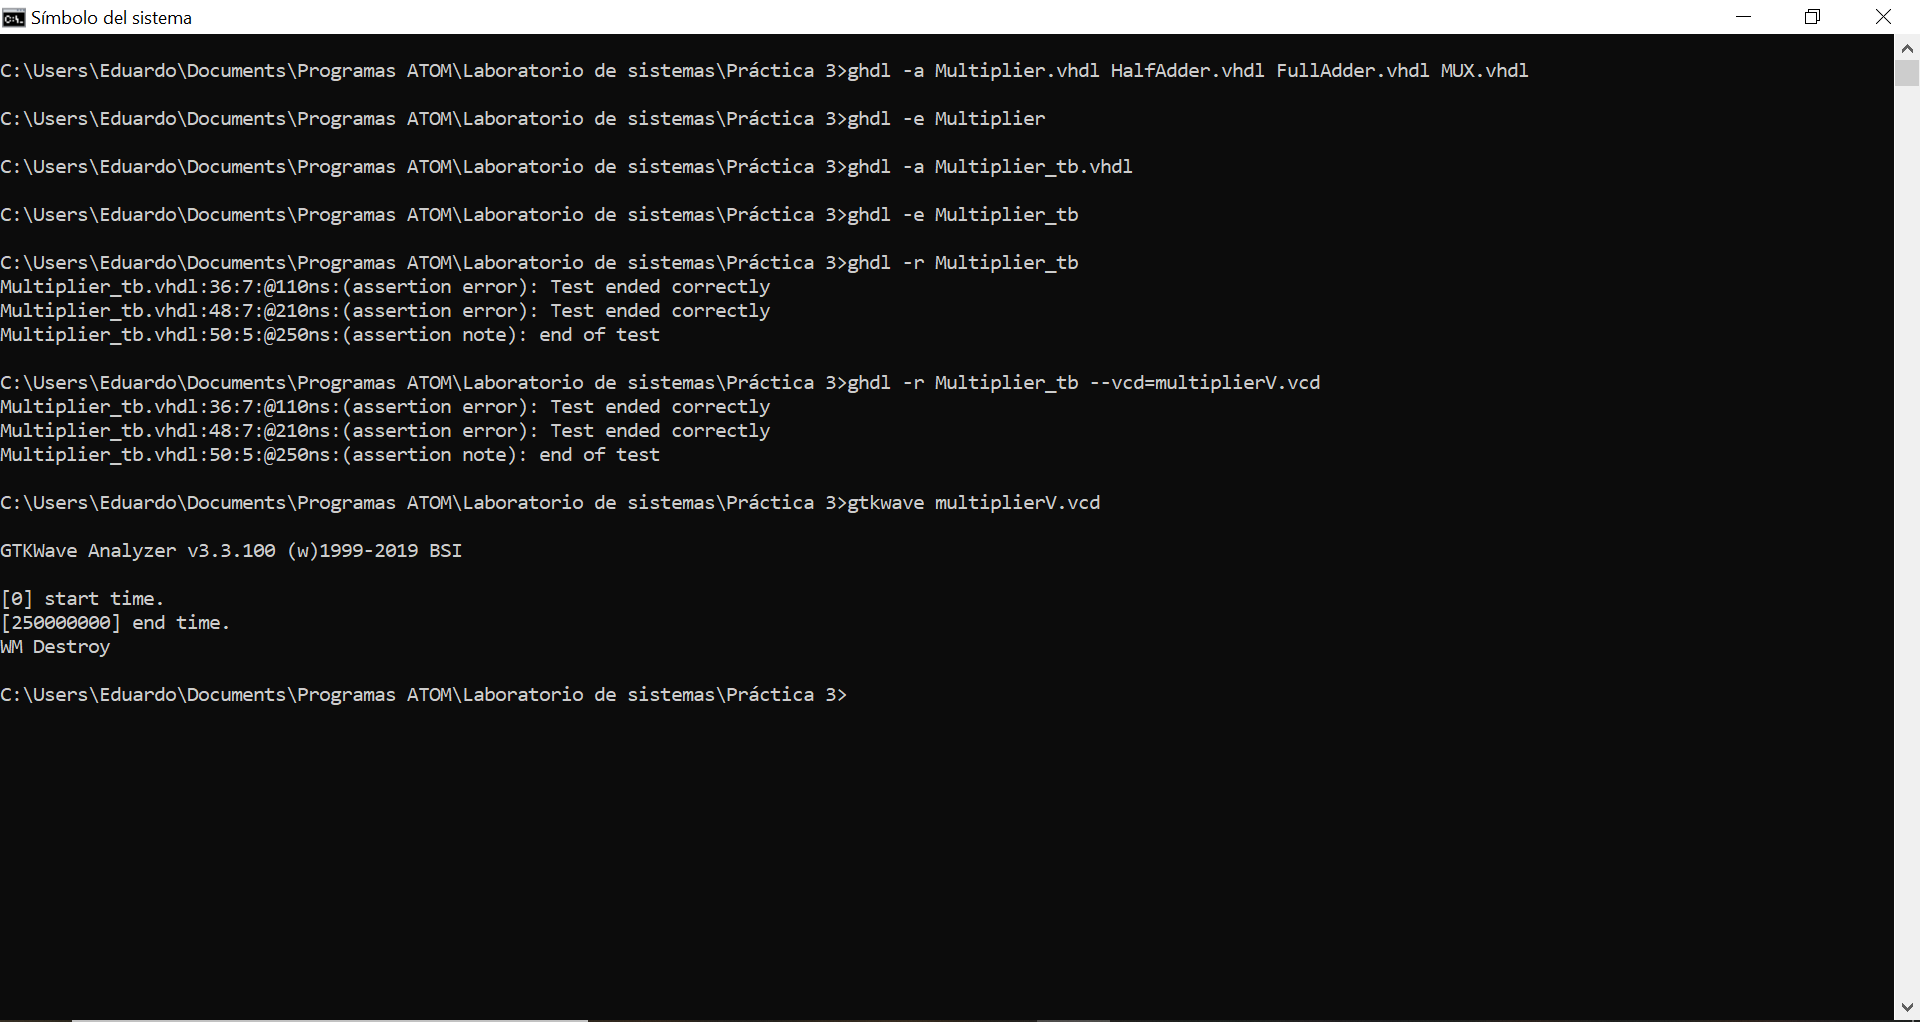 Símbolo del sistema
C:\Users\Eduardo\Documents\Programas ATOM\Laboratorio de sistemas\Práctica 3>ghdl -a Multiplier.vhdl HalfAdder.vhdl FullAdder.vhdl MUX.vhdl
C:\Users\Eduardo\Documents\Programas ATOM\Laboratorio de sistemas\Práctica 3>ghdl -e Multiplier
C:\Users\Eduardo\Documents\Programas ATOM\Laboratorio de sistemas\Práctica 3>ghdl -a Multiplier_tb.vhdl
C:\Users\Eduardo\Documents\Programas ATOM\Laboratorio de sistemas\Práctica 3>ghdl -e Multiplier_tb
C:\Users\Eduardo\Documents\Programas ATOM\Laboratorio de sistemas\Práctica 3>ghdl -r Multiplier_tb
Multiplier_tb.vhdl:36:7:@110ns:(assertion error): Test ended correctly
Multiplier_tb.vhdl:48:7:@210ns:(assertion error): Test ended correctly
Multiplier_tb.vhdl:50:5:@250ns:(assertion note): end of test
C:\Users\Eduardo\Documents\Programas ATOM\Laboratorio de sistemas\Práctica 3>ghdl -r Multiplier_tb --vcd=multiplierV.vcd
Multiplier_tb.vhdl:36:7:@110ns:(assertion error): Test ended correctly
Multiplier_tb.vhdl:48:7:@210ns:(assertion error): Test ended correctly
Multiplier_tb.vhdl:50:5:@250ns:(assertion note): end of test
C:\Users\Eduardo\Documents\Programas ATOM\Laboratorio de sistemas\Práctica 3>gtkwave multiplierV.vcd
GTKWave Analyzer v3.3.100 (w)1999-2019 BSI
[0] start time.
[250000000] end time.
WM Destroy
C:\Users\Eduardo\Documents\Programas ATOM\Laboratorio de sistemas\Práctica 3>